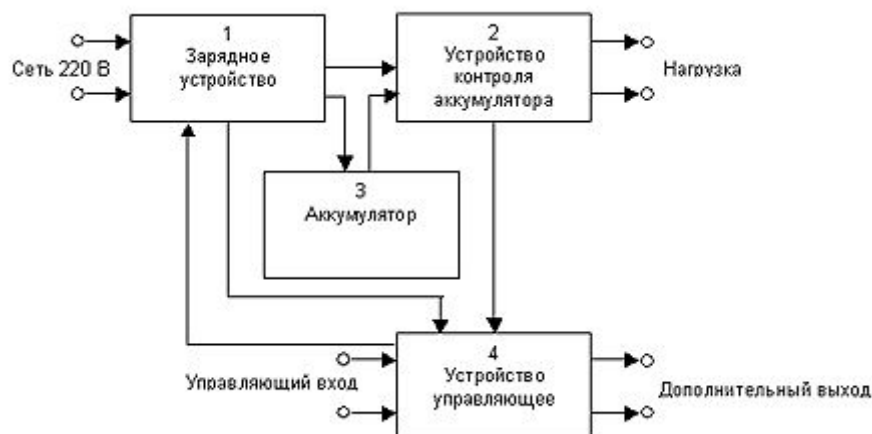 1
Зарядное
устройство
2
Устройство
контроля
аккумулятора
Сеть 220 В
Нагрузка
3
Аккумулятор
4
Устройство
управляющее
Управляющий вход
Дополнительный выход